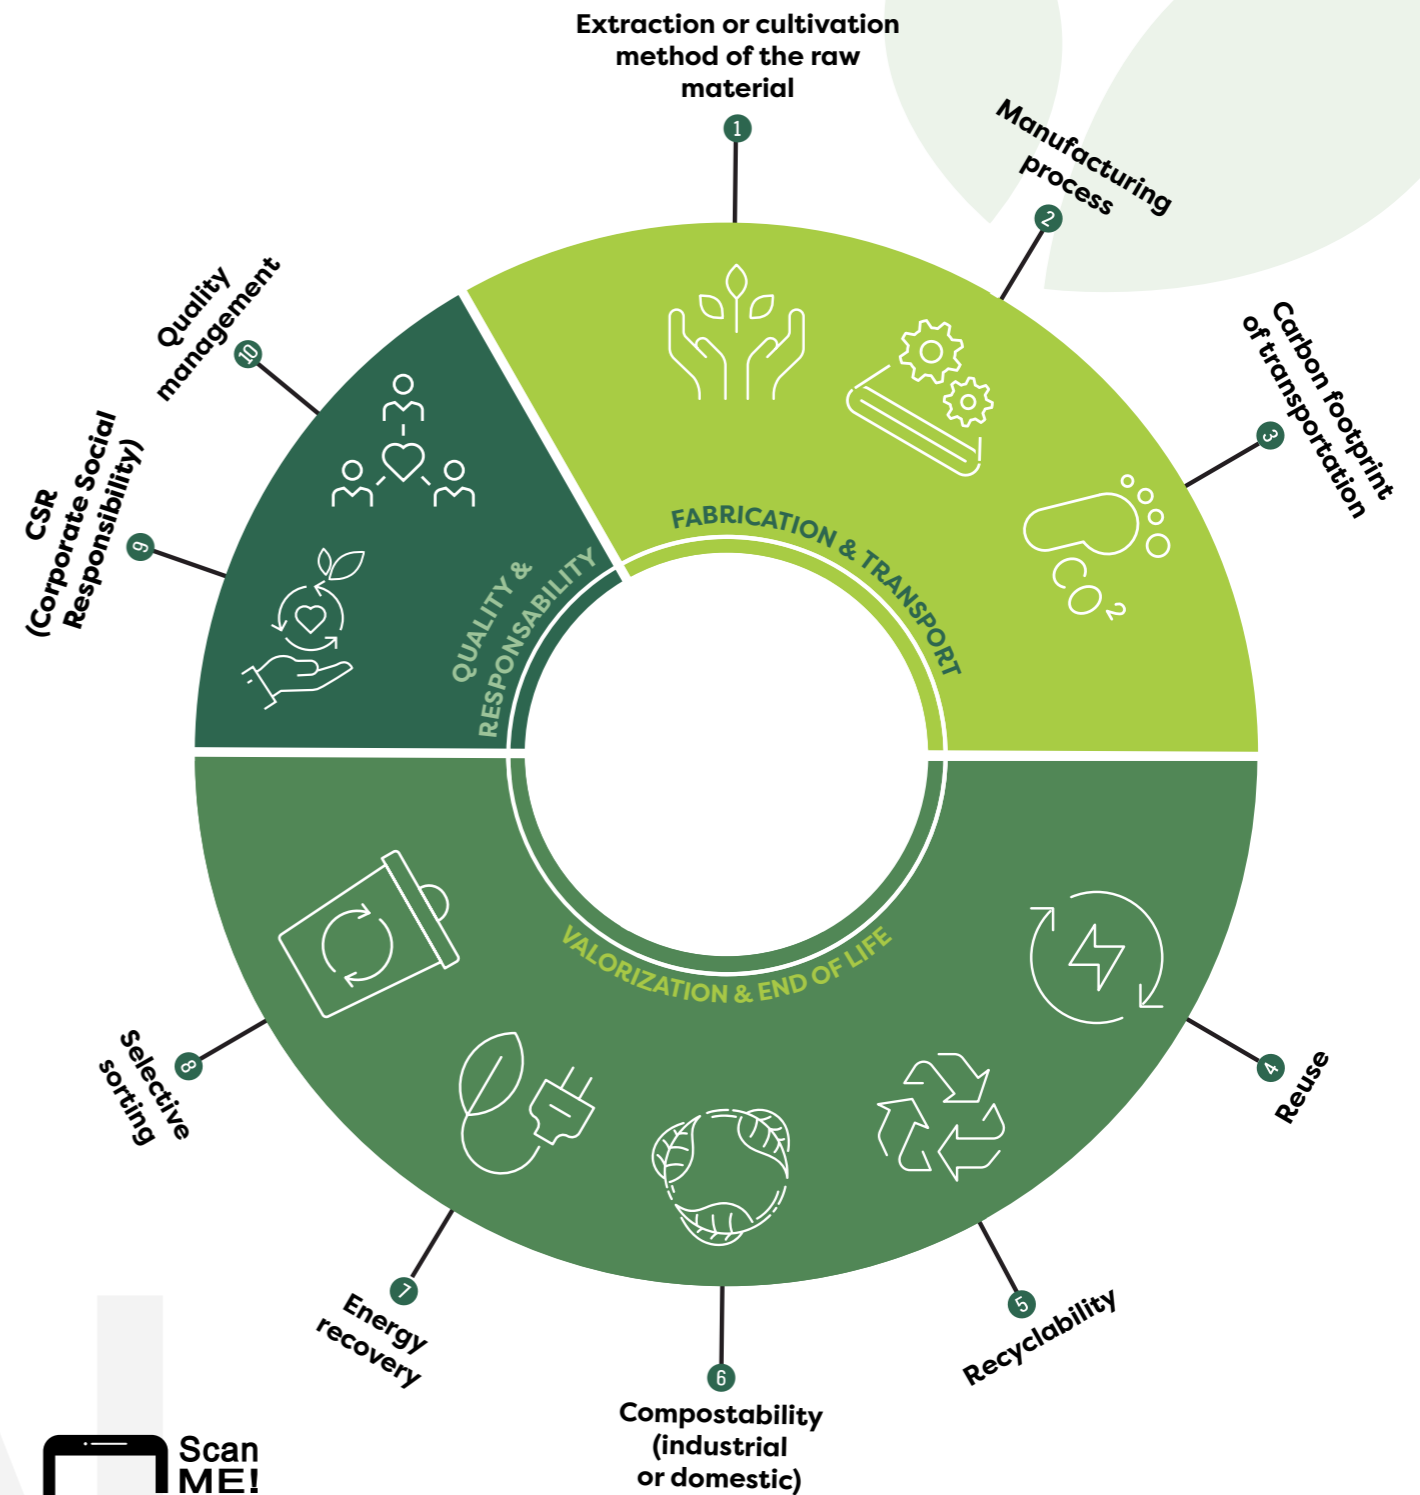 Extraction or cultivation
method of the raw
material
1
Manufacturing
process
2
Carbon footprint
of transportation
3
FABRICATION & TRANSPORT
CO2
Quality
management
10
CSR
(Corporate Social
Responsibility)
9
QUALITY &
RESPONSABILITY
VALORIZATION & END OF LIFE
4
Reuse
5
Recyclability
6
Compostability
(industrial
or domestic)
7
Energy
recovery
8
Selective
sorting
Scan
ME!